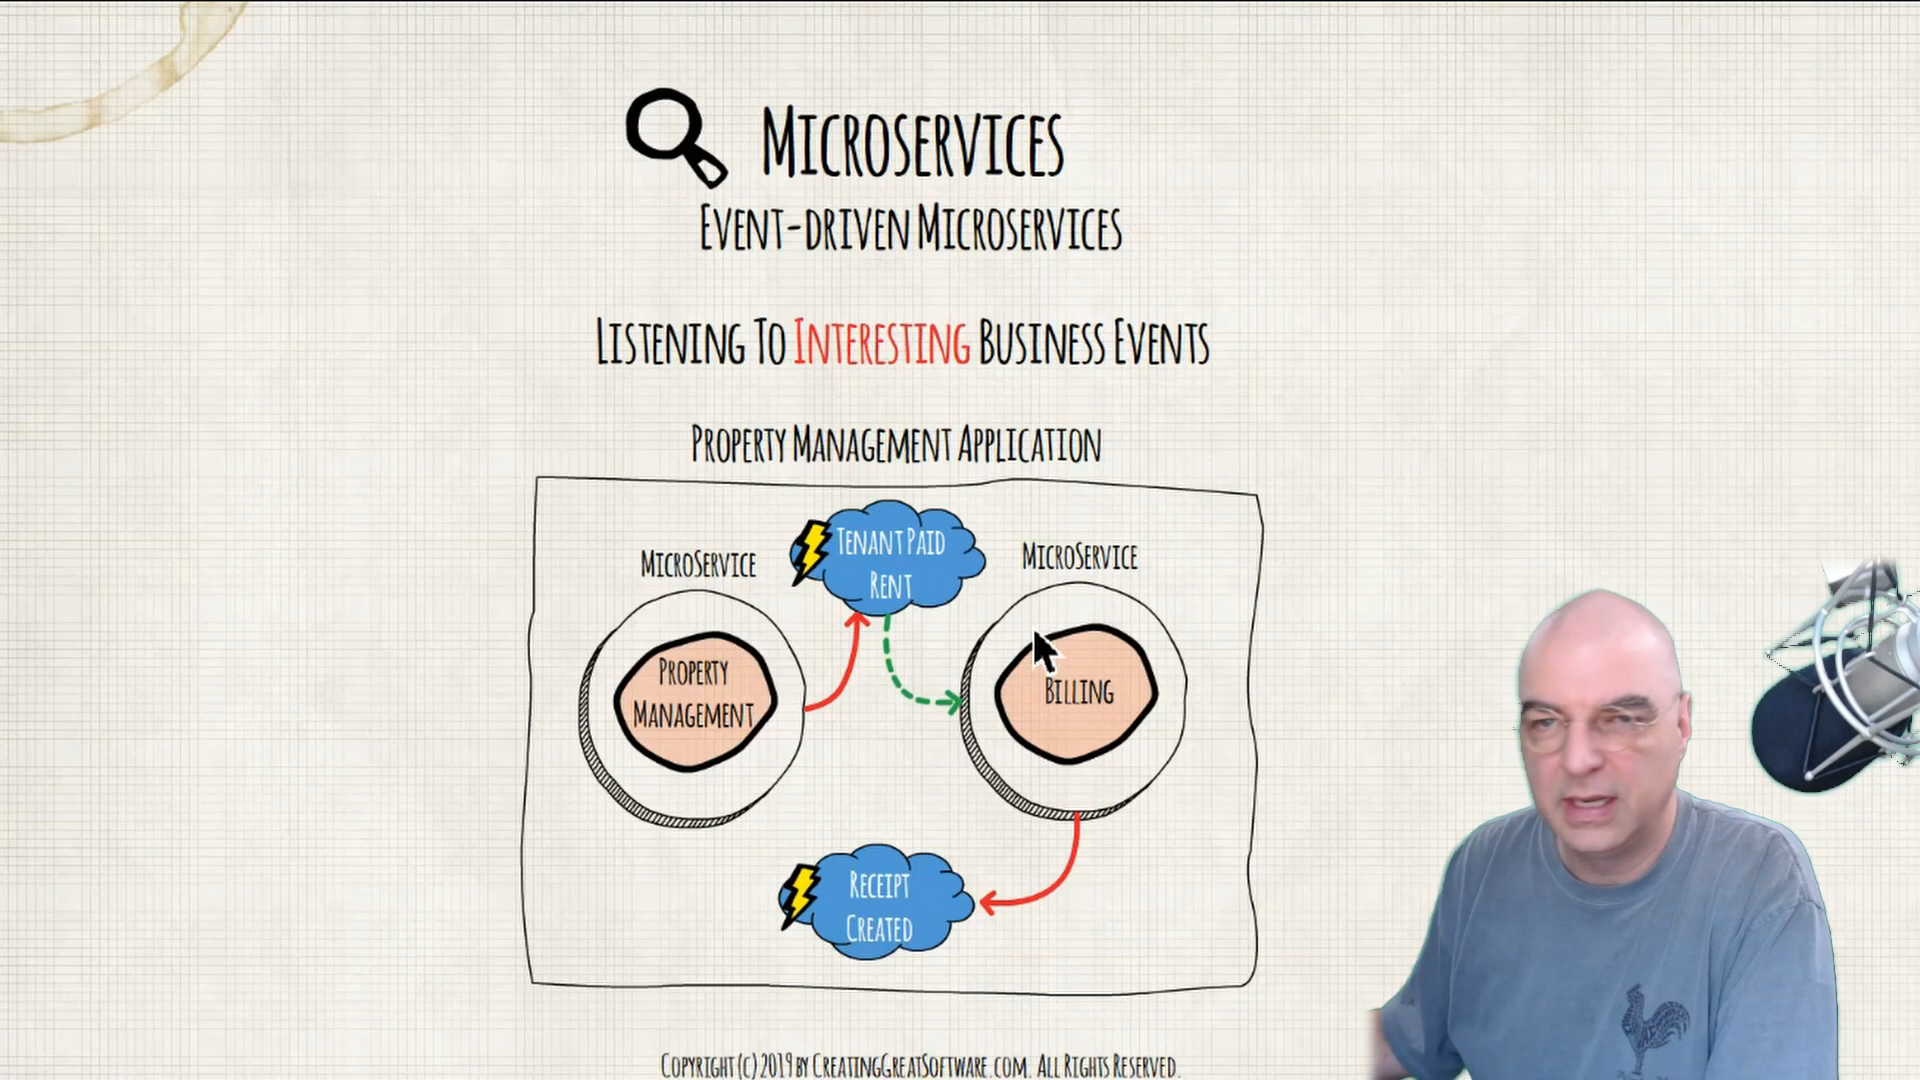 Microservices
Event-driven Microservices
Listening To Interesting Business Events
Property Management Application
Tenant Paid
Rent
MicroService
MicroService
Property
Management
Billing
Receipt
Created
Copyright (c) 2019 by CreatingGreatSoftware.com. All Rights Reserved.